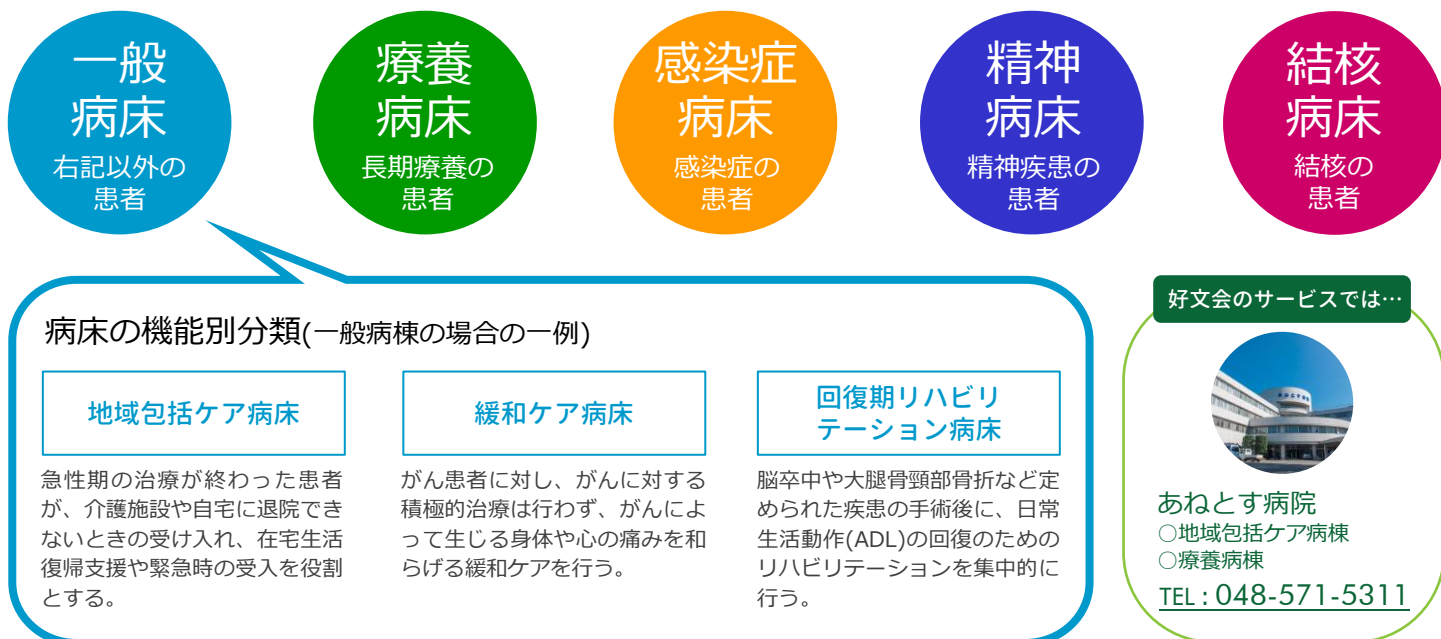 一般
病床
右記以外の
患者
療養
病床
長期療養の
患者
感染症
病床
感染症の
患者
精神
病床
精神疾患の
患者
結核
病床
結核の
患者
病床の機能別分類(一般病棟の場合の一例)
地域包括ケア病床
急性期の治療が終わった患者
が、介護施設や自宅に退院でき
ないときの受け入れ、在宅生活
復帰支援や緊急時の受入を役割
とする。
緩和ケア病床
がん患者に対し、がんに対する
積極的治療は行わず、がんによ
って生じる身体や心の痛みを和
らげる緩和ケアを行う。
回復期リハビリ
テーション病床
脳卒中や大腿骨頸部骨折など定
められた疾患の手術後に、日常
生活動作(ADL)の回復のための
リハビリテーションを集中的に
行う。
好文会のサービスでは…
あねとす病院
○地域包括ケア病棟
○療養病棟
TEL : 048-571-5311